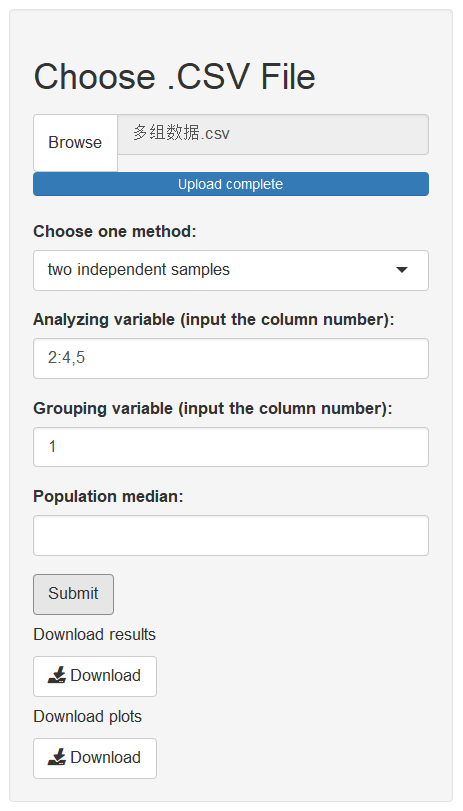 Choose .CSV File
Browse
多组数据.csv
Upload complete
Choose one method:
two independent samples
Analyzing variable (input the column number):
2:4,5
Grouping variable (input the column number):
1
Population median:
Submit
Download results
Download
Download plots
Download